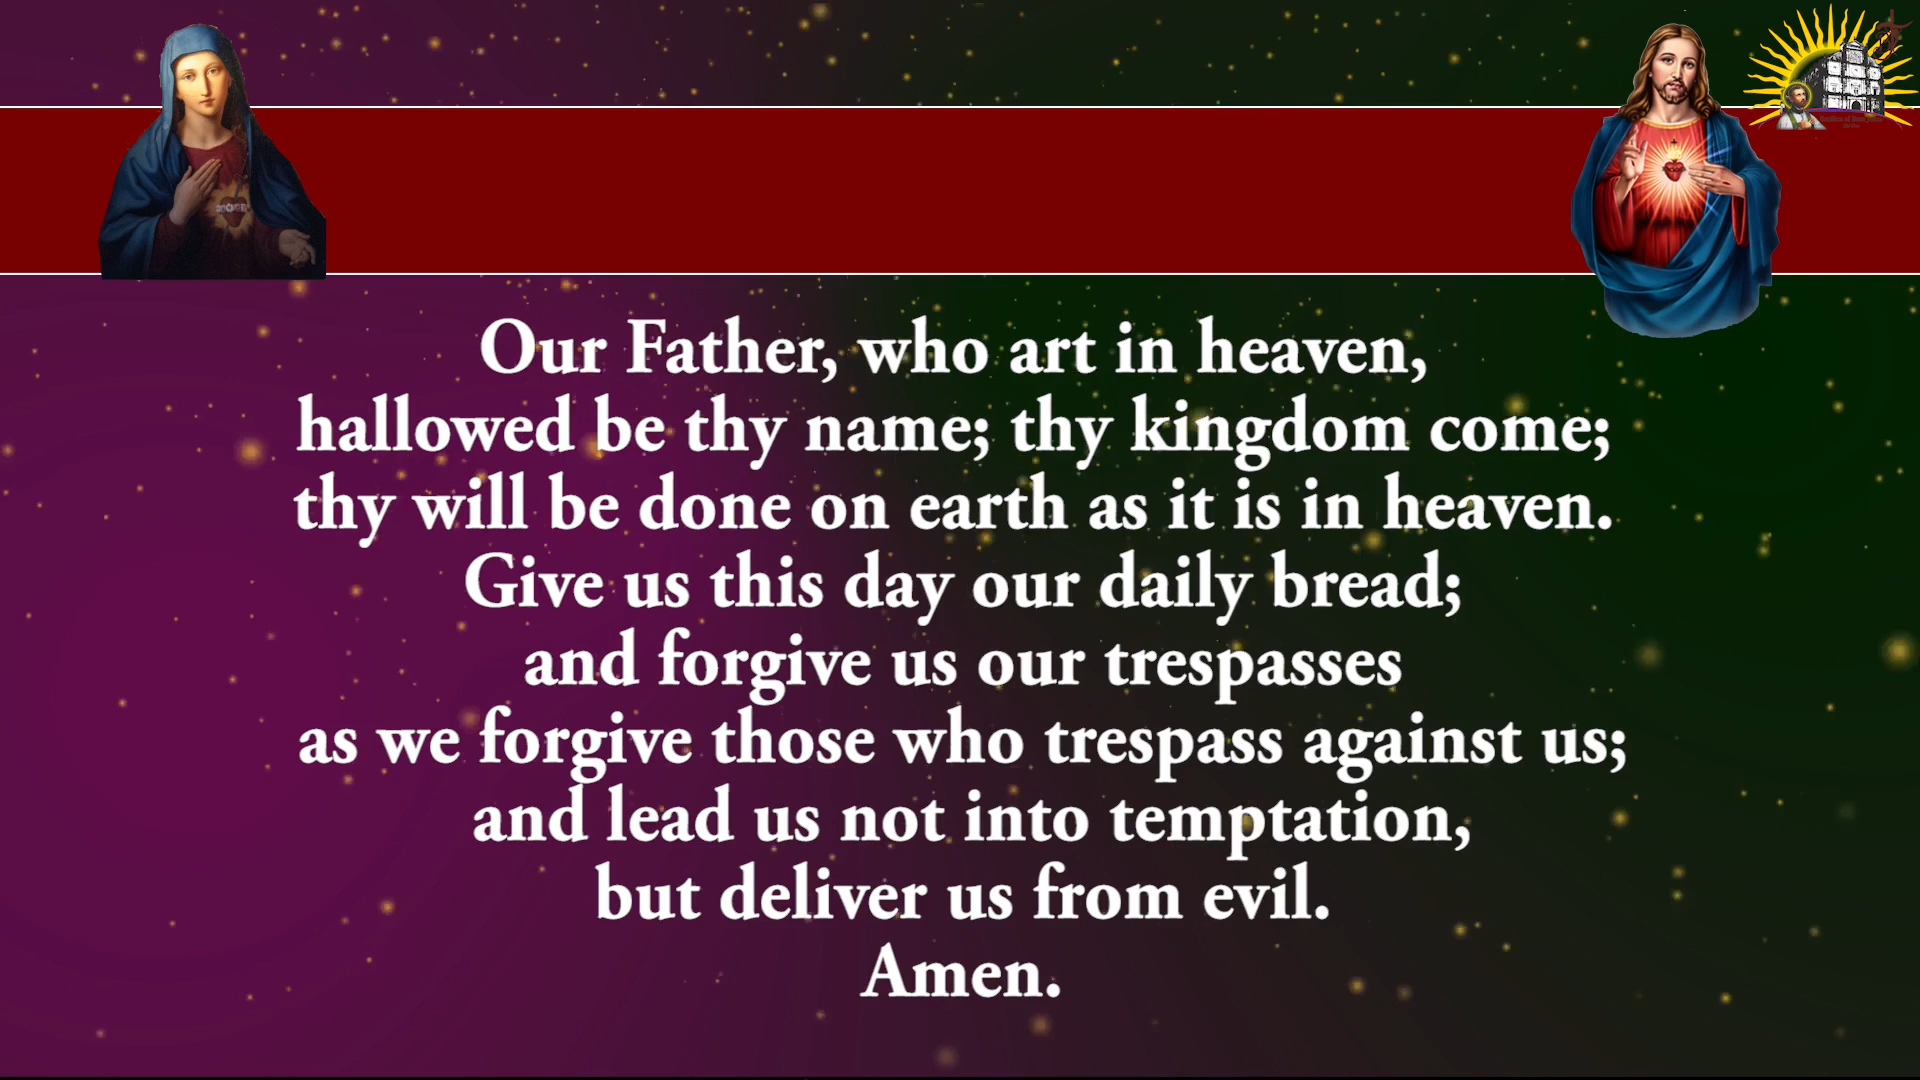 Our Father, who art in heaven,
hallowed be thy name; thy kingdom come;
thy will be done on earth as it is in heaven.
Give us this day our daily bread;
and forgive us our trespasses
as we forgive those who trespass against us;
and lead us not into temptation,
but deliver us from evil.
Amen.